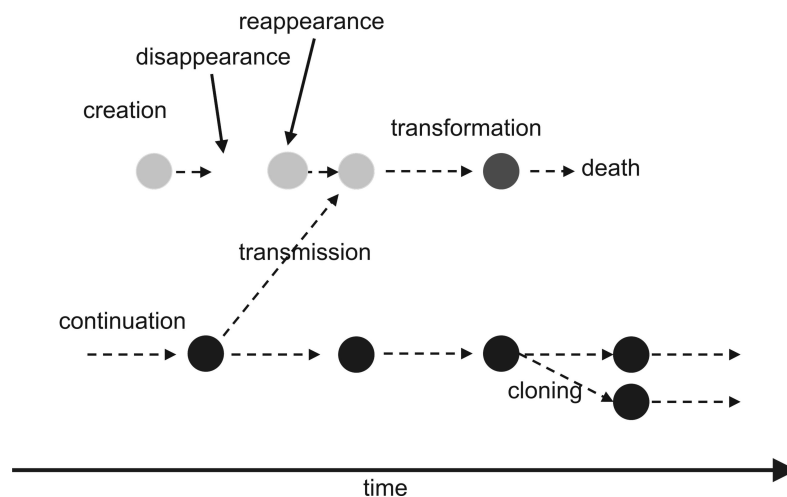 reappearance
disappearance
creation
transformation
death
transmission
continuation
cloning
time